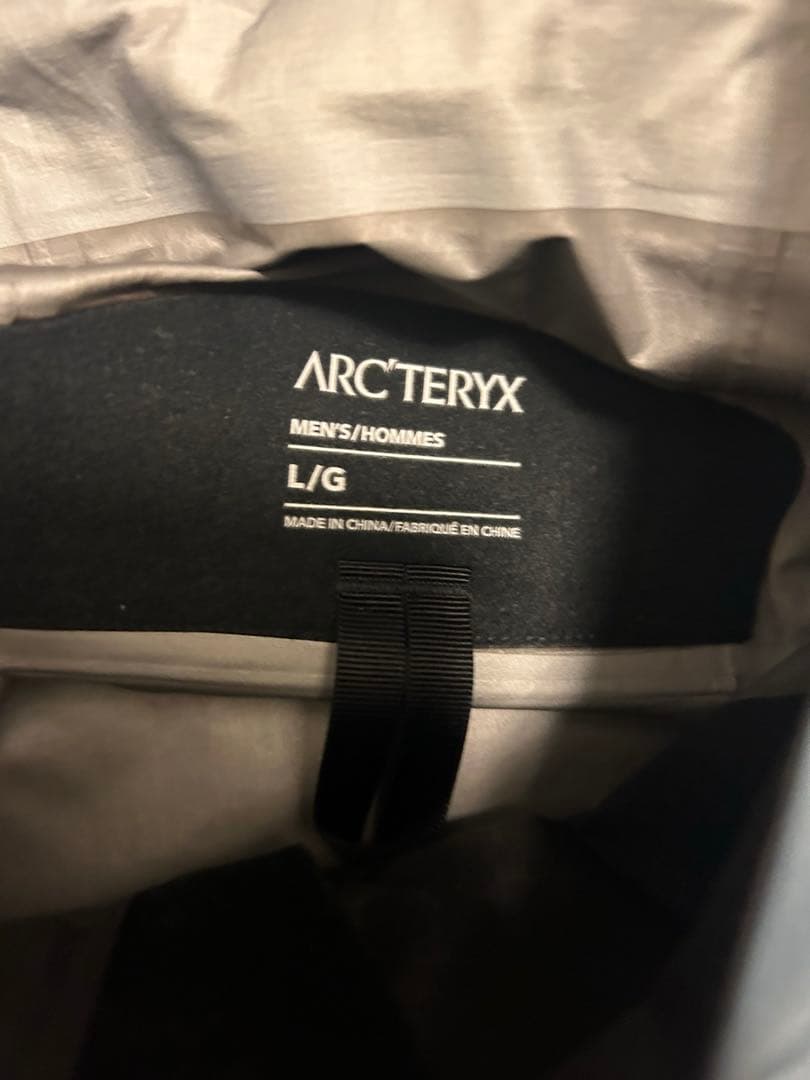 ARC'TERYX
MEN'S/HOMMES
L/G
MADE IN CHINA/FABRIQUÉ EN CHINE